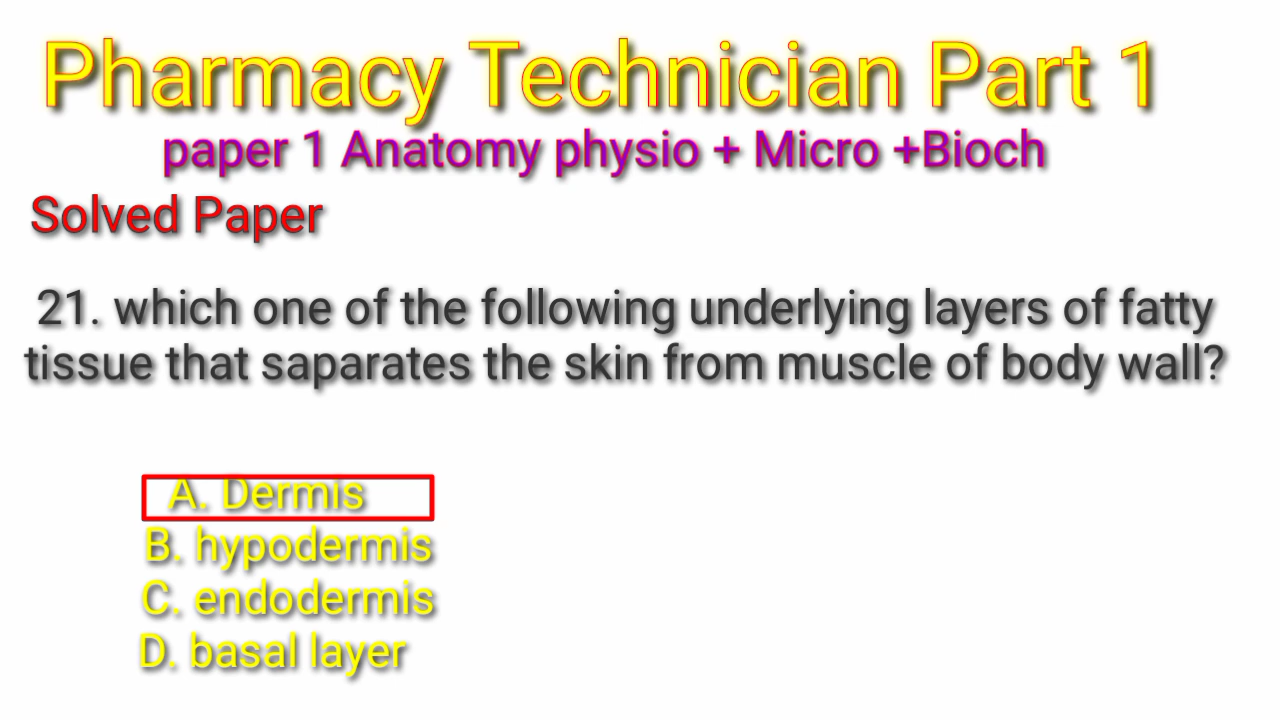 Pharmacy Technician Part 1
paper 1 Anatomy physio + Micro +Bioch
Solved Paper
21. which one of the following underlying layers of fatty
tissue that saparates the skin from muscle of body wall?
A. Dermis
B. hypodermis
C. endodermis
D. basal layer